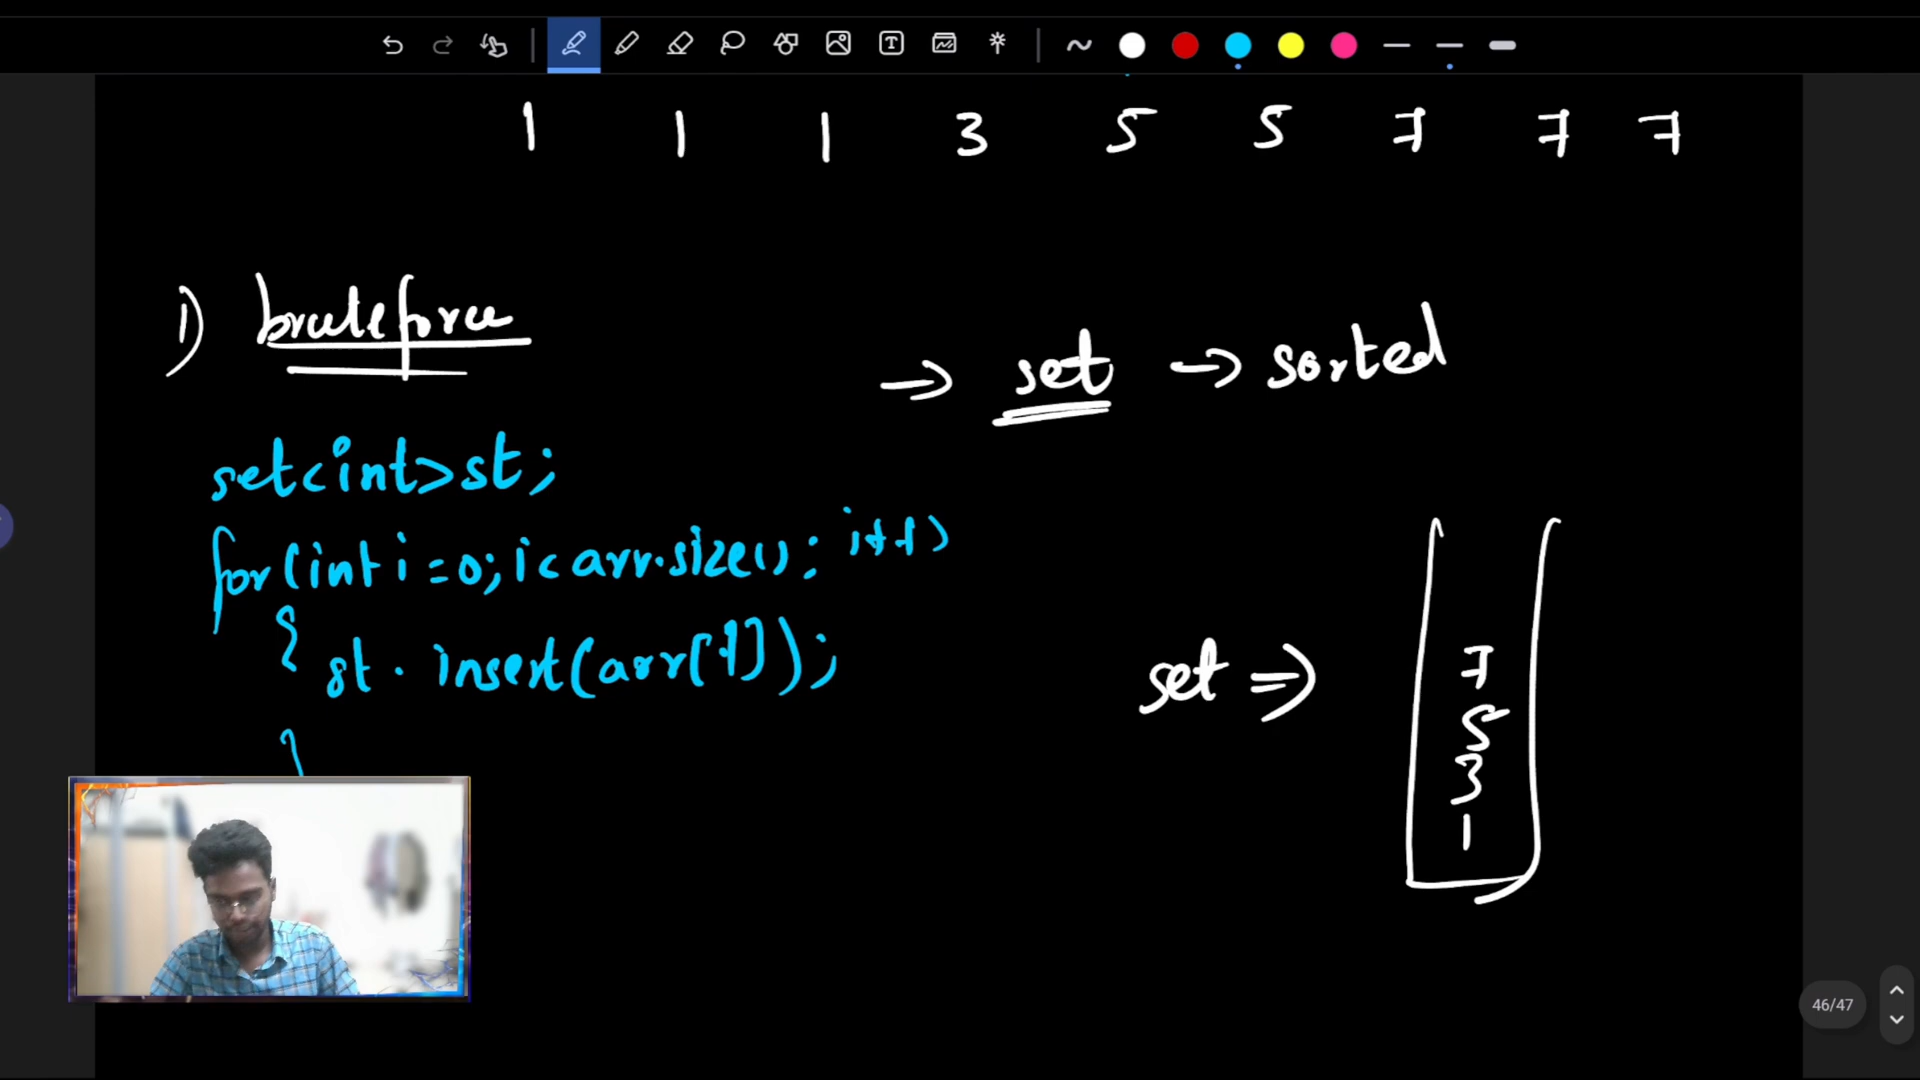 1 1 1 3 5 5 7 7 7
1) bruteforce
→ set → sorted
set<int>st;
for(int i=0;i<arr.size(); i++)
{ st.insert(arr[i]);
}
set ⇒
7
5
3
1
46/47